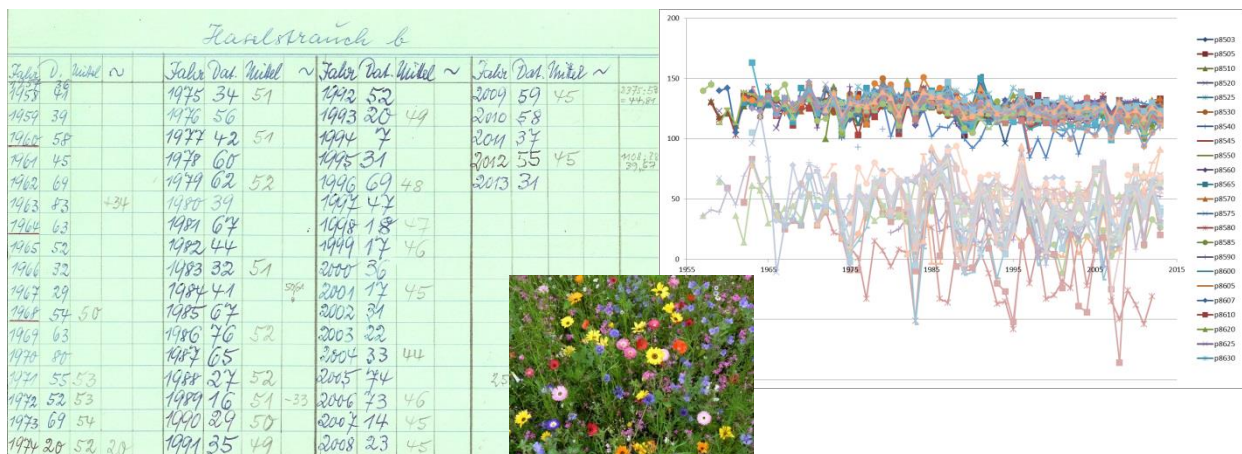 Haselstrauch b
Jahr D. Mittel ~ Jahr Dat. Mittel ~ Jahr Dat. Mittel ~ Jahr Dat. Mittel ~
1958 1975 34 51 1992 52 2009 59 45
1959 39 1976 56 1993 20 49 2010 58
1960 58 1977 42 51 1994 7 2011 37
1961 45 1978 60 1995 31 2012 55 45
1962 69 1979 62 52 1996 69 48 2013 31
1963 83 +34 1980 39 1997 47
1964 63 1981 67 1998 18 47
1965 52 1982 44 1999 17 46
1966 32 1983 32 51 2000 36
1967 29 1984 41 2001 17 45
1968 54 50 1985 67 2002 31
1969 63 1986 76 52 2003 22
1970 80 1987 65 2004 33 44
1971 55 53 1988 27 52 2005 74 25
1972 52 53 1989 16 51 -33 2006 73 46
1973 69 54 1990 29 50 2007 14 45
1974 20 52 20 1991 35 49 2008 23 45
200
150
100
50
0
1955 1965 1975 1985 1995 2005 2015
p8503
p8505
p8510
p8520
p8525
p8530
p8540
p8545
p8550
p8560
p8565
p8570
p8575
p8580
p8585
p8590
p8600
p8605
p8607
p8610
p8620
p8625
p8630